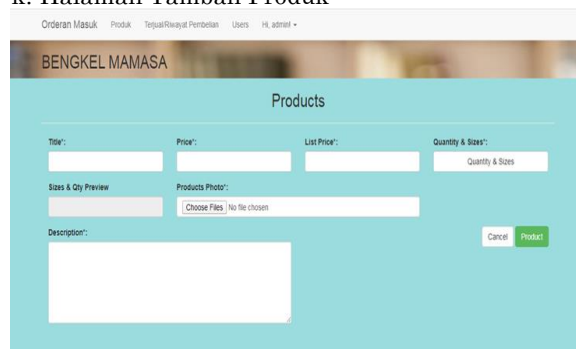 k. Halaman Tambah Produk
Orderan Masuk Produk Terjual/Riwayat Pembelian Users Hi, admin!
BENGKEL MAMASA
Products
Title*: Price*: List Price*: Quantity & Sizes*:
Quantity & Sizes
Sizes & Qty Preview Products Photo*:
Choose Files No file chosen
Description*:
Cancel Product